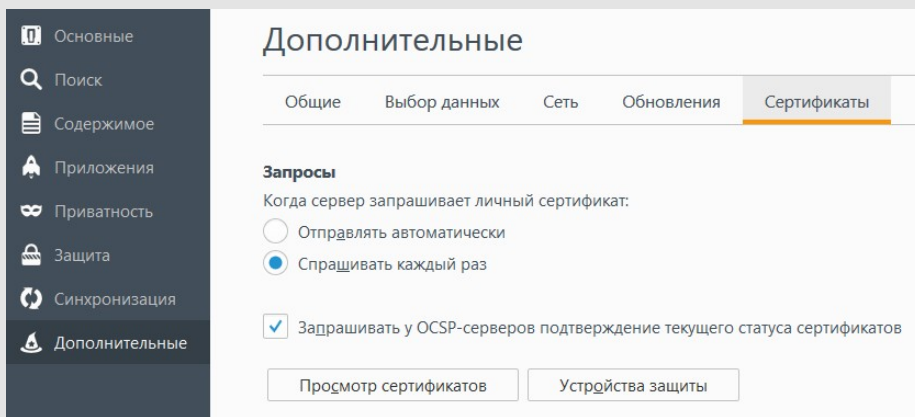 Основные
Поиск
Содержимое
Приложения
Приватность
Защита
Синхронизация
Дополнительные
Дополнительные
Общие Выбор данных Сеть Обновления Сертификаты
Запросы
Когда сервер запрашивает личный сертификат:
Отправлять автоматически
Спрашивать каждый раз
Запрашивать у OCSP-серверов подтверждение текущего статуса сертификатов
Просмотр сертификатов Устройства защиты